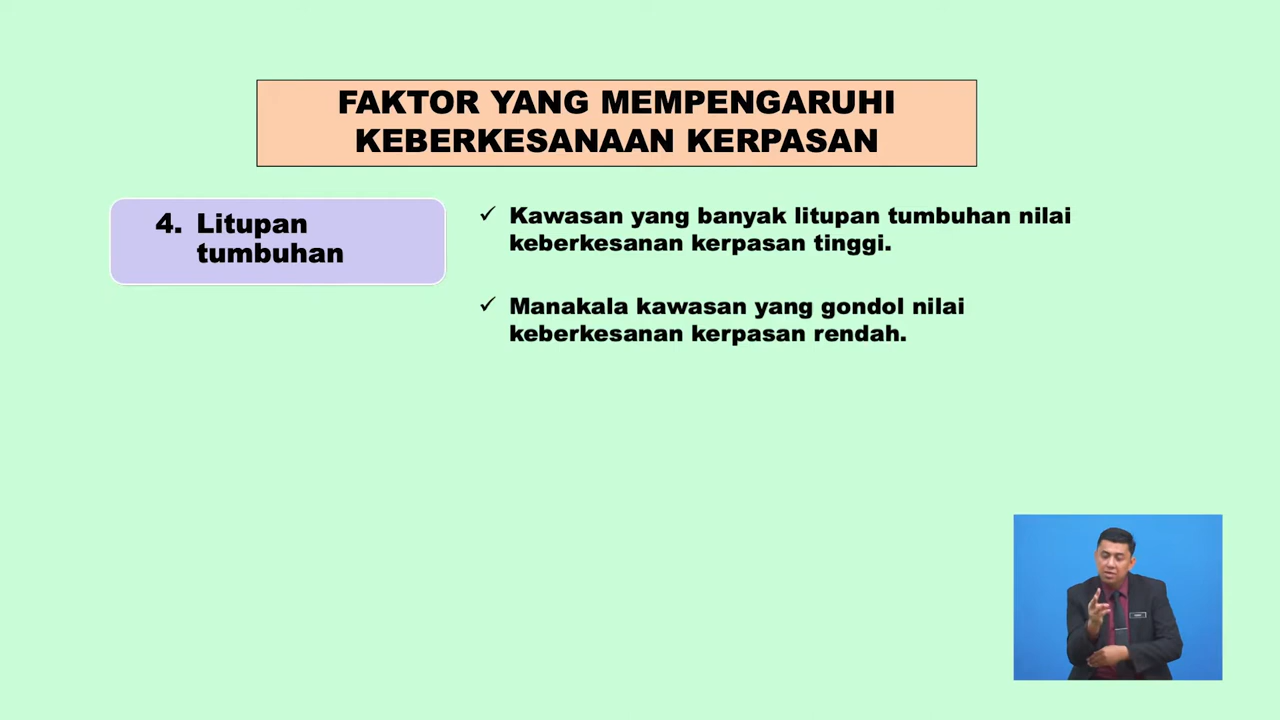 FAKTOR YANG MEMPENGARUHI
KEBERKESANAAN KERPASAN
4. Litupan
tumbuhan
✓ Kawasan yang banyak litupan tumbuhan nilai
keberkesanan kerpasan tinggi.
✓ Manakala kawasan yang gondol nilai
keberkesanan kerpasan rendah.